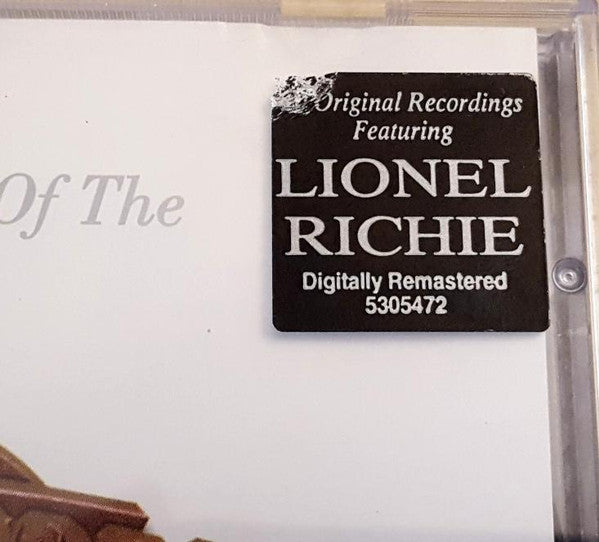 Of The
Original Recordings
Featuring
LIONEL
RICHIE
Digitally Remastered
5305472